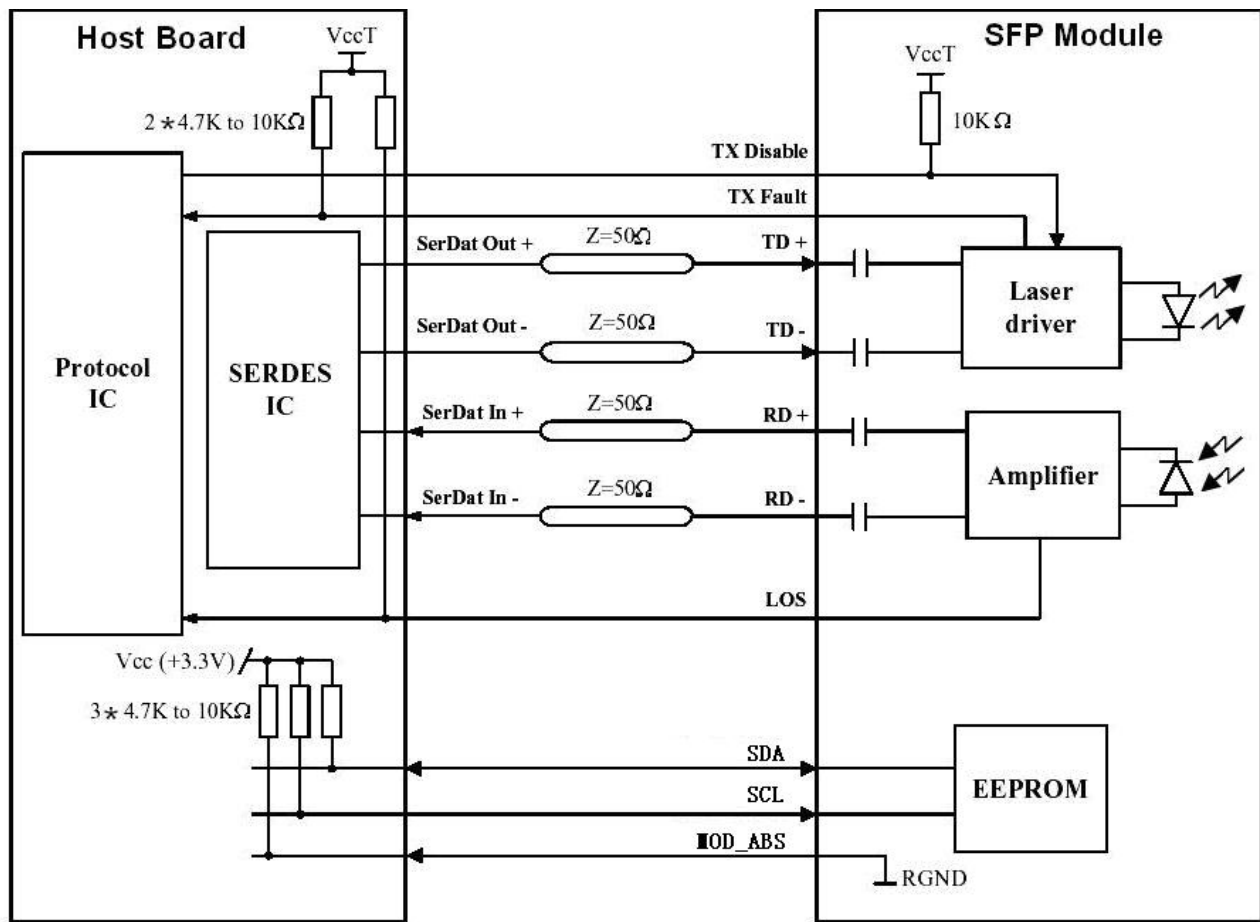 Host Board
SFP Module
VccT
VccT
2*4.7K to 10KΩ
10KΩ
TX Disable
TX Fault
SerDat Out +
Z=50Ω
TD +
Laser
driver
SerDat Out -
Z=50Ω
TD -
Protocol
IC
SERDES
IC
SerDat In +
Z=50Ω
RD +
Amplifier
SerDat In -
Z=50Ω
RD -
LOS
Vcc (+3.3V)
3* 4.7K to 10KΩ
SDA
SCL
EEPROM
MOD_ABS
RGND